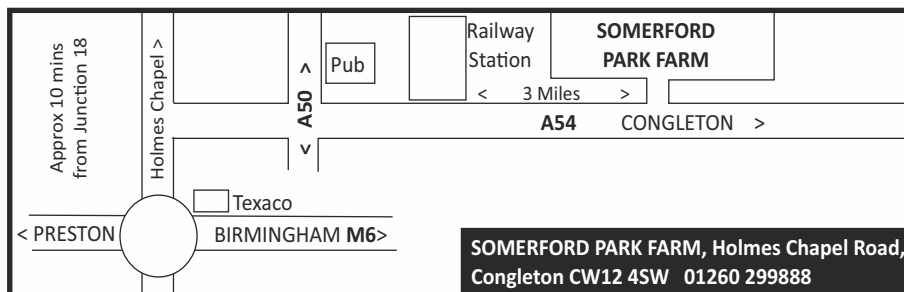 Approx 10 mins
from Junction 18
Holmes Chapel >
< A50 >
Pub
Railway
Station
SOMERFORD
PARK FARM
< 3 Miles >
A54 CONGLETON >
Texaco
< PRESTON
BIRMINGHAM M6>
SOMERFORD PARK FARM, Holmes Chapel Road,
Congleton CW12 4SW 01260 299888